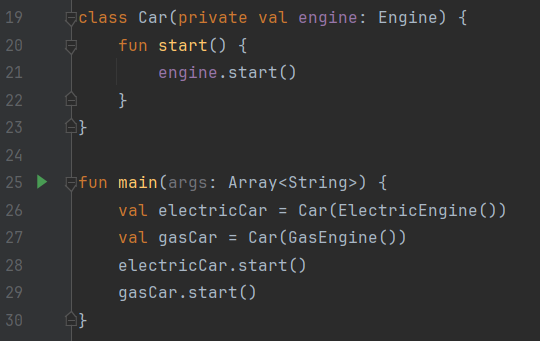 19 class Car(private val engine: Engine) {
20     fun start() {
21         engine.start()
22     }
23 }
24
25 fun main(args: Array<String>) {
26     val electricCar = Car(ElectricEngine())
27     val gasCar = Car(GasEngine())
28     electricCar.start()
29     gasCar.start()
30 }